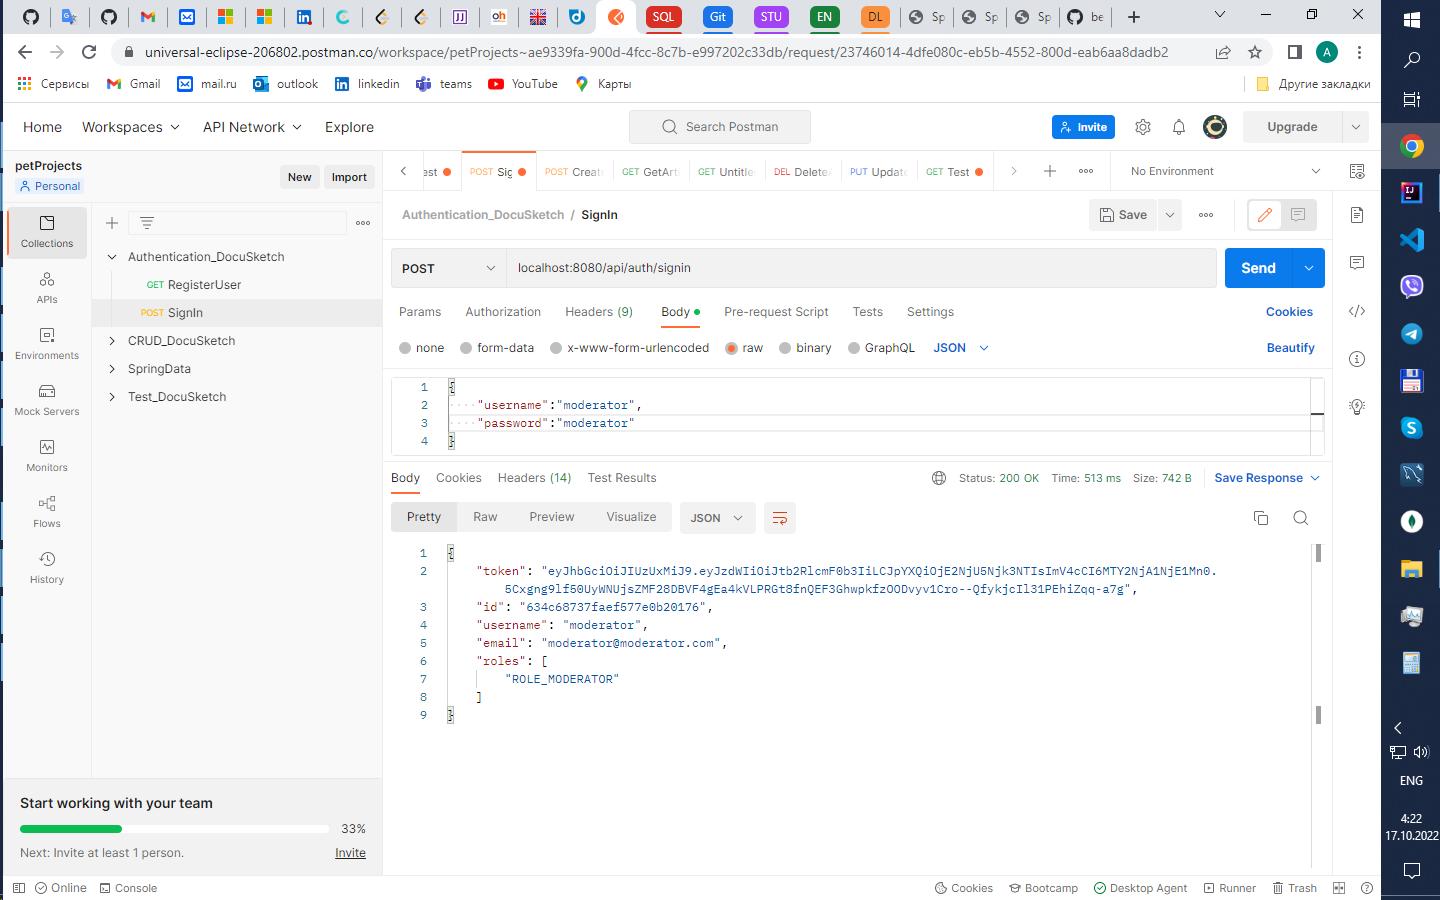 SQL
Git
STU
EN
DL
Sp
Sp
Sp
be
universal-eclipse-206802.postman.co/workspace/petProjects~ae9339fa-900d-4fcc-8c7b-e997202c33db/request/23746014-4dfe080c-eb5b-4552-800d-eab6aa8dadb2
A
Сервисы
Gmail
mail.ru
outlook
linkedin
teams
YouTube
Карты
Другие закладки
Home
Workspaces
API Network
Explore
Search Postman
Invite
Upgrade
petProjects
Personal
New
Import
est
POST Sig
POST Create
GET GetArt
GET Untitle
DEL DeleteA
PUT Update
GET Test
No Environment
Collections
APIs
Environments
Mock Servers
Monitors
Flows
History
Authentication_DocuSketch
GET RegisterUser
POST SignIn
CRUD_DocuSketch
SpringData
Test_DocuSketch
Authentication_DocuSketch / SignIn
Save
POST
localhost:8080/api/auth/signin
Send
Params
Authorization
Headers (9)
Body
Pre-request Script
Tests
Settings
Cookies
none
form-data
x-www-form-urlencoded
raw
binary
GraphQL
JSON
Beautify
1 {
2 "username":"moderator",
3 "password":"moderator"
4 }
Body
Cookies
Headers (14)
Test Results
Status: 200 OK
Time: 513 ms
Size: 742 B
Save Response
Pretty
Raw
Preview
Visualize
JSON
1 {
2 "token": "eyJhbGciOiJIUzUxMiJ9.eyJzdWIiOiJtb2RlcmF0b3IiLCJpYXQiOjE2NjU5Njk3NTIsImV4cCI6MTY2NjA1NjE1Mn0.
5Cxgng9lf50UyWNUjsZMF28DBVF4gEa4kVLPRGt8fnQEF3GhwpkfzOODvyv1Cro--QfykjcIl31PEhiZqq-a7g",
3 "id": "634c68737faef577e0b20176",
4 "username": "moderator",
5 "email": "moderator@moderator.com",
6 "roles": [
7 "ROLE_MODERATOR"
8 ]
9 }
Start working with your team
33%
Next: Invite at least 1 person.
Invite
Online
Console
Cookies
Bootcamp
Desktop Agent
Runner
Trash
ENG
4:22
17.10.2022